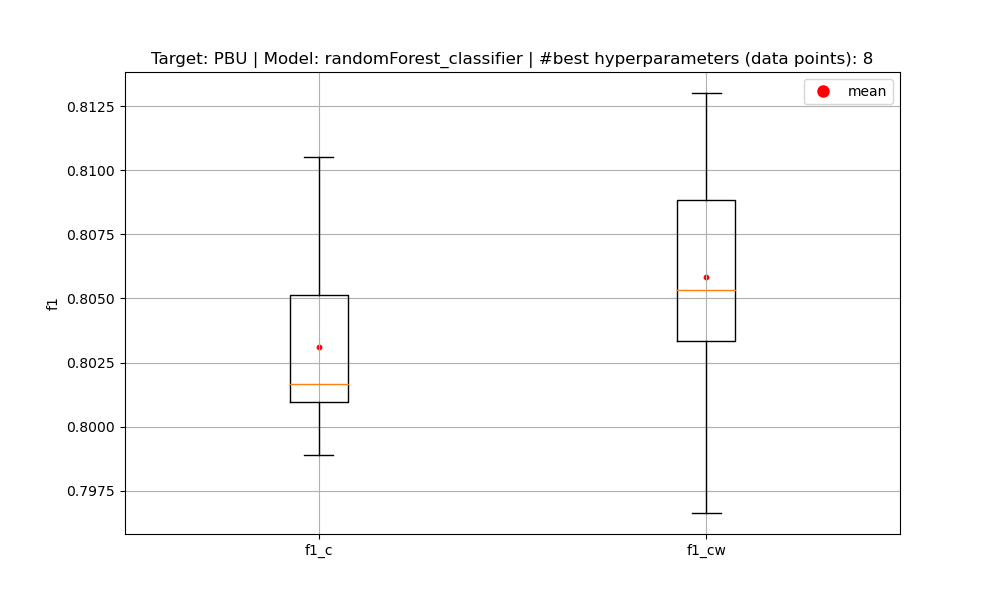 Target: PBU | Model: randomForest_classifier | #best hyperparameters (data points): 8
mean
0.8125
0.8100
0.8075
0.8050
0.8025
0.8000
0.7975
f1
f1_c
f1_cw